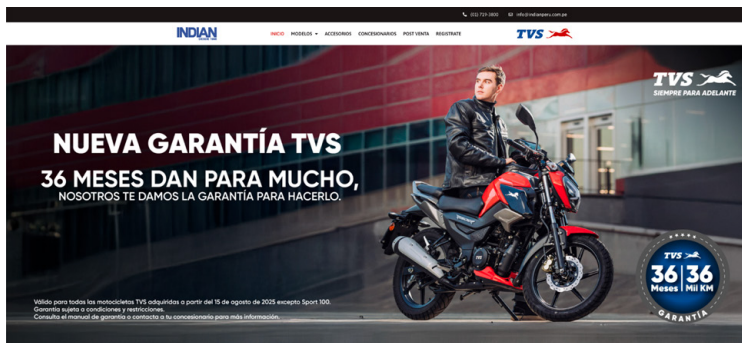 (01) 719-3800 info@indianperu.com.pe
INDIAN
DESDE 1980
INICIO MODELOS ACCESORIOS CONCESIONARIOS POST VENTA REGISTRATE
TVS
TVS
SIEMPRE PARA ADELANTE
NUEVA GARANTÍA TVS
36 MESES DAN PARA MUCHO,
NOSOTROS TE DAMOS LA GARANTÍA PARA HACERLO.
TVS
36 36
Meses Mil KM
GARANTÍA
Válido para todas las motocicletas TVS adquiridas a partir del 15 de agosto de 2025 excepto Sport 100.
Garantía sujeta a condiciones y restricciones.
Consulta el manual de garantía o contacta a tu concesionario para más información.